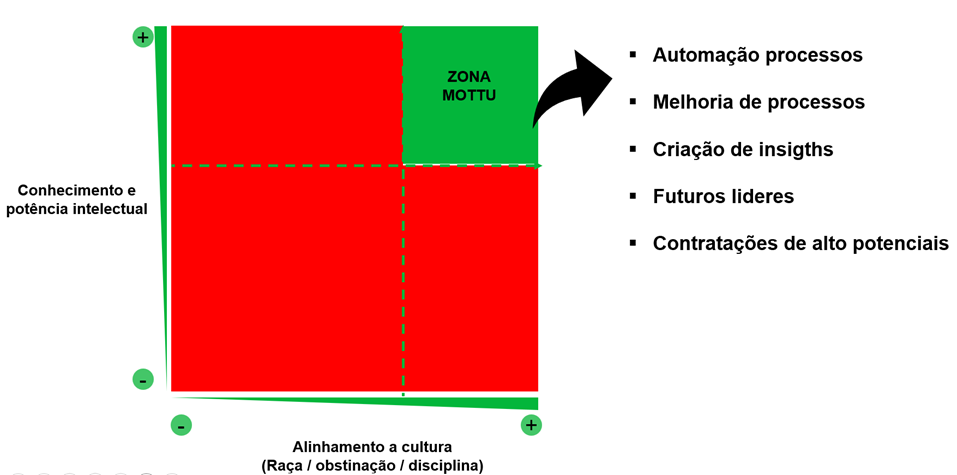 +
ZONA
MOTTU
▪ Automação processos
▪ Melhoria de processos
▪ Criação de insigths
▪ Futuros lideres
▪ Contratações de alto potenciais
Conhecimento e
potência intelectual
-
-
+
Alinhamento a cultura
(Raça / obstinação / disciplina)